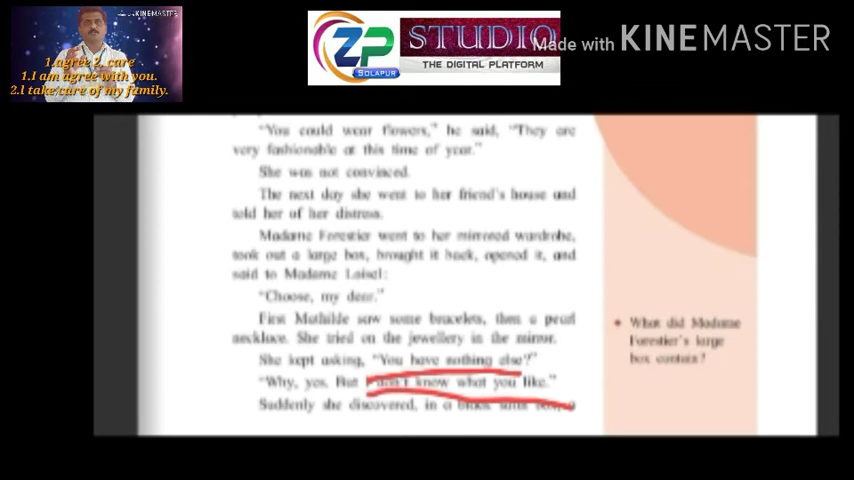 KINEMASTER
1.agree 2. care
1.I am agree with you.
2.I take care of my family.
ZP
SOLAPUR
STUDIO
THE DIGITAL PLATFORM
Made with KINEMASTER
"You could wear flowers," he said, "They are
very fashionable at this time of year."
She was not convinced.
The next day she went to her friend's house and
told her of her distress.
Madame Forestier went to her mirrored wardrobe,
took out a large box, brought it back, opened it, and
said to Madame Loisel:
"Choose, my dear."
First Mathilde saw some bracelets, then a pearl
necklace. She tried on the jewellery in the mirror.
She kept asking, "You have nothing else?"
"Why, yes. But I don't know what you like."
Suddenly she discovered, in a black satin box, a
• What did Madame
Forestier's large
box contain?